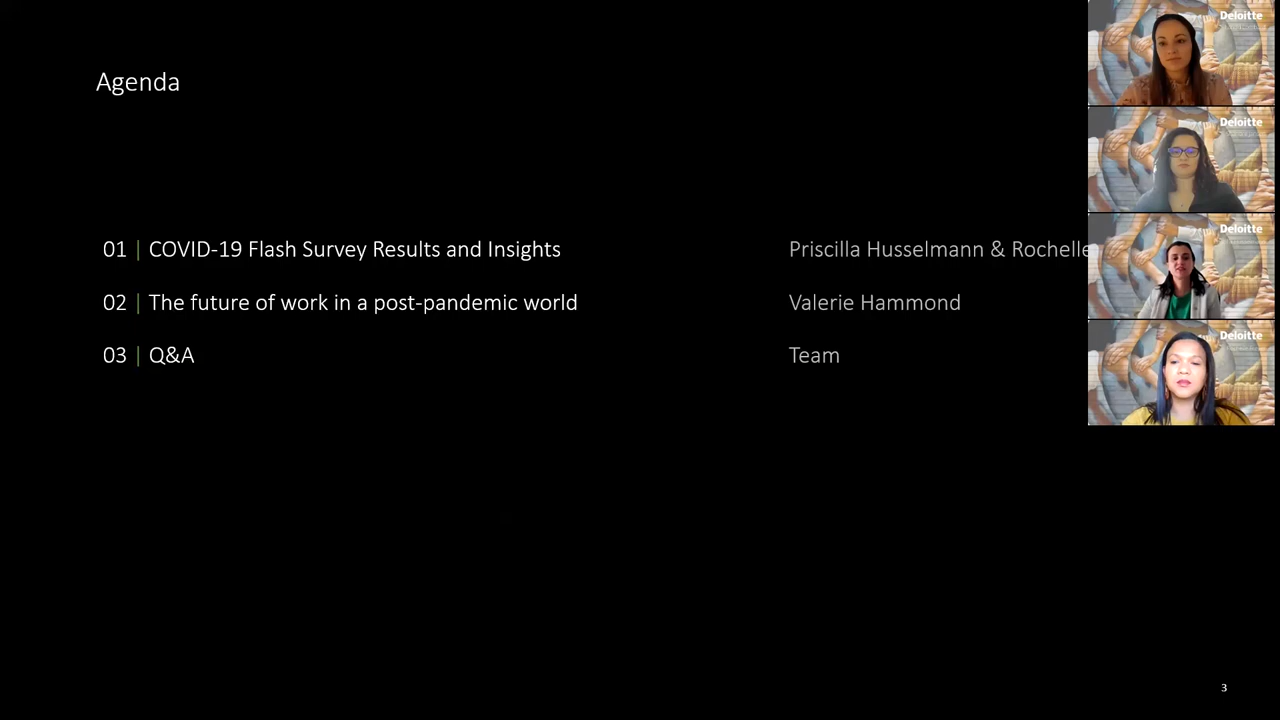 Agenda
01 | COVID-19 Flash Survey Results and Insights Priscilla Husselmann & Rochelle
02 | The future of work in a post-pandemic world Valerie Hammond
03 | Q&A Team
Deloitte
Deloitte
Deloitte
Deloitte
3